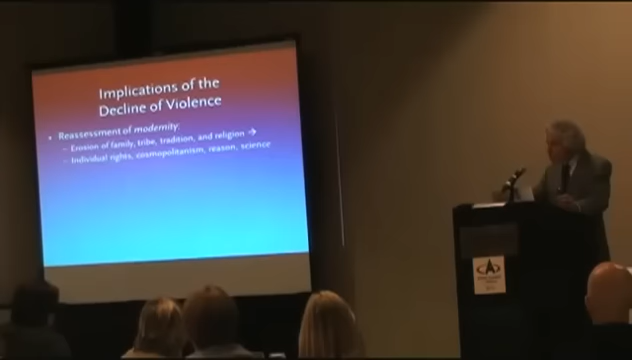 Implications of the
Decline of Violence
• Reassessment of modernity:
– Erosion of family, tribe, tradition, and religion →
– Individual rights, cosmopolitanism, reason, science